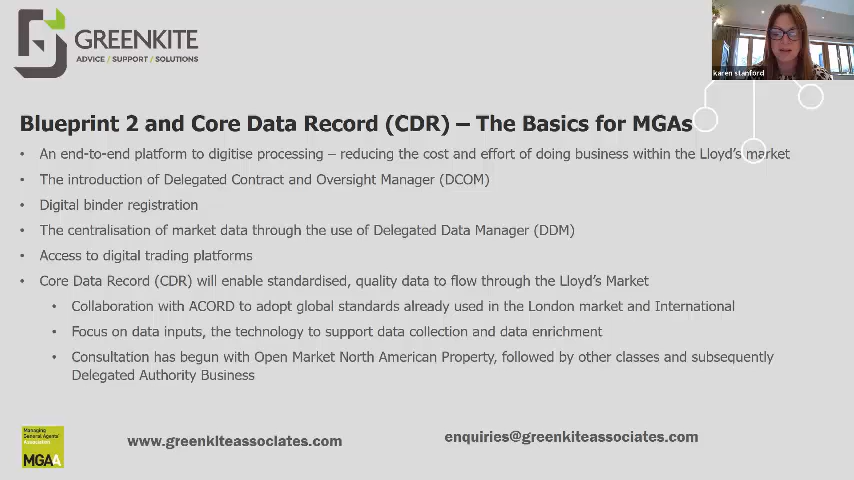 GREENKITE
ADVICE / SUPPORT / SOLUTIONS
karen stanford
Blueprint 2 and Core Data Record (CDR) – The Basics for MGAs
• An end-to-end platform to digitise processing – reducing the cost and effort of doing business within the Lloyd's market
• The introduction of Delegated Contract and Oversight Manager (DCOM)
• Digital binder registration
• The centralisation of market data through the use of Delegated Data Manager (DDM)
• Access to digital trading platforms
• Core Data Record (CDR) will enable standardised, quality data to flow through the Lloyd's Market
• Collaboration with ACORD to adopt global standards already used in the London market and International
• Focus on data inputs, the technology to support data collection and data enrichment
• Consultation has begun with Open Market North American Property, followed by other classes and subsequently
Delegated Authority Business
Managing
General Agents'
Association
MGAA
www.greenkiteassociates.com
enquiries@greenkiteassociates.com